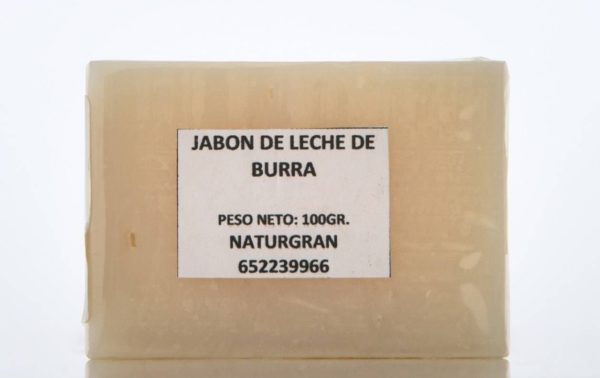 JABON DE LECHE DE
BURRA
PESO NETO: 100GR.
NATURGRAN
652239966